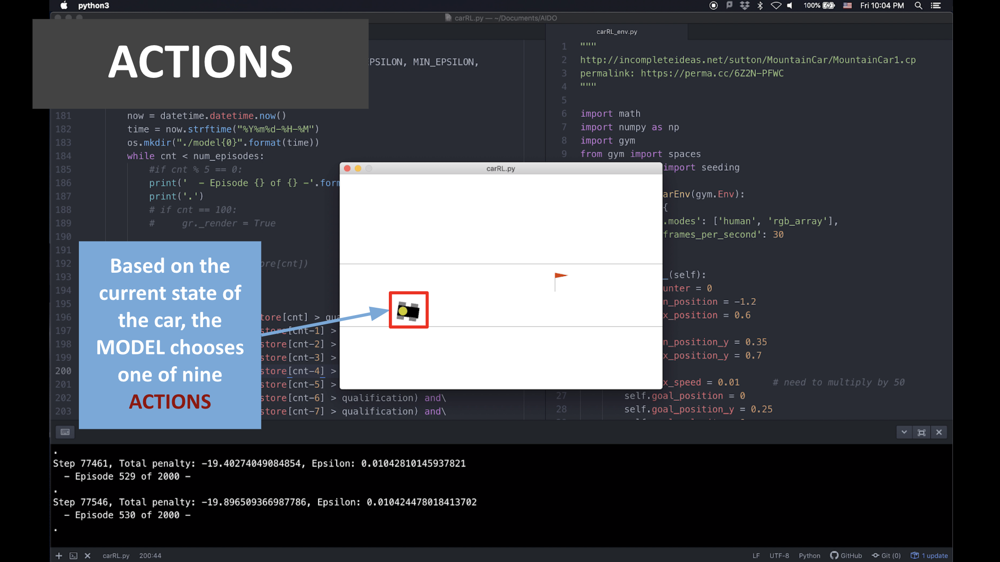 python3
100%
Fri 10:04 PM
carRL.py — ~/Documents/AIDO
ACTIONS
PSILON, MIN_EPSILON,
181 now = datetime.datetime.now()
182 time = now.strftime("%Y%m%d-%H-%M")
183 os.mkdir("./model{0}".format(time))
184 while cnt < num_episodes:
185 #if cnt % 5 == 0:
186 print('  - Episode {} of {} -'.form
187 print('.')
188 # if cnt == 100:
189 #     gr._render = True
190
191
192 ore[cnt])
193
194
195
196 tore[cnt] > qua
197 store[cnt-1] >
198 store[cnt-2] >
199 store[cnt-3] >
200 store[cnt-4] >
201 store[cnt-5] >
202 store[cnt-6] > qualification) and\
203 store[cnt-7] > qualification) and\
Based on the
current state of
the car, the
MODEL chooses
one of nine
ACTIONS
carRL.py
carRL_env.py
1 """
2 http://incompleteideas.net/sutton/MountainCar/MountainCar1.cp
3 permalink: https://perma.cc/6Z2N-PFWC
4 """
5
6 import math
7 import numpy as np
8 import gym
9 from gym import spaces
import seeding
arEnv(gym.Env):
{
.modes': ['human', 'rgb_array'],
frames_per_second': 30
_(self):
unter = 0
n_position = -1.2
x_position = 0.6
n_position_y = 0.35
x_position_y = 0.7
x_speed = 0.01 # need to multiply by 50
27 self.goal_position = 0
28 self.goal_position_y = 0.25
.
Step 77461, Total penalty: -19.40274049084854, Epsilon: 0.01042810145937821
- Episode 529 of 2000 -
.
Step 77546, Total penalty: -19.896509366987786, Epsilon: 0.010424478018413702
- Episode 530 of 2000 -
.
carRL.py 200:44
LF UTF-8 Python GitHub Git (0) 1 update